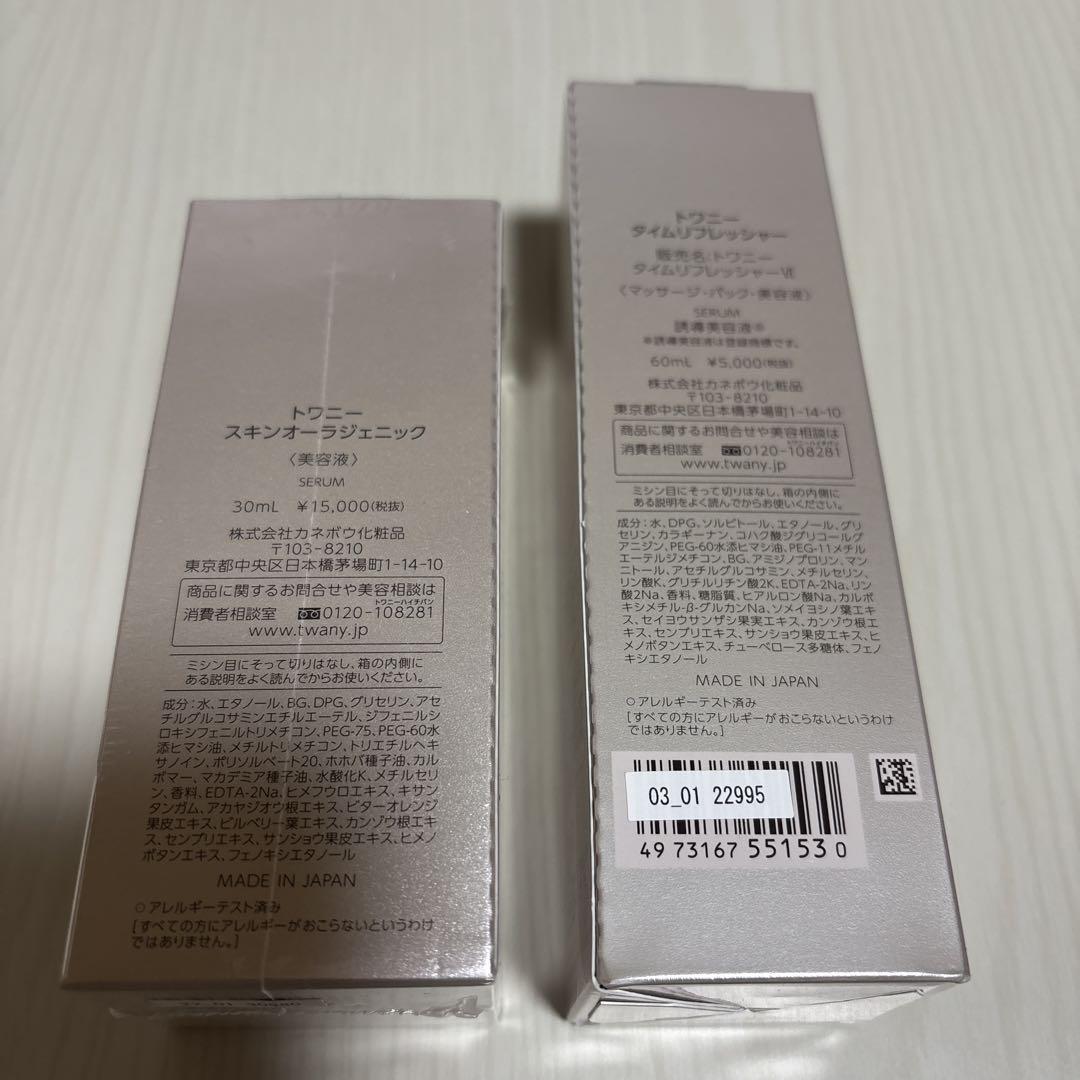 トワニー
スキンオーラジェニック
〈美容液〉
SERUM
30mL ¥15,000(税抜)
株式会社カネボウ化粧品
〒103-8210
東京都中央区日本橋茅場町1-14-10
商品に関するお問合せや美容相談は
トワニーハイチバン
消費者相談室 0120-108281
www.twany.jp
ミシン目にそって切りはなし、箱の内側に
ある説明をよく読んでからお使いください。
成分:水、エタノール、BG、DPG、グリセリン、アセ
チルグルコサミンエチルエーテル、ジフェニルシ
ロキシフェニルトリメチコン、PEG-75、PEG-60水
添ヒマシ油、メチルトリメチコン、トリエチルヘキ
サノイン、ポリソルベート20、ホホバ種子油、カル
ボマー、マカデミア種子油、水酸化K、メチルセリ
ン、香料、EDTA-2Na、ヒメフウロエキス、キサン
タンガム、アカヤジオウ根エキス、ビターオレンジ
果皮エキス、ビルベリー葉エキス、カンゾウ根エキ
ス、センブリエキス、サンショウ果皮エキス、ヒメノ
ボタンエキス、フェノキシエタノール
MADE IN JAPAN
○アレルギーテスト済み
[すべての方にアレルギーがおこらないというわけ
ではありません。]
トワニー
タイムリフレッシャー
販売名:トワニー
タイムリフレッシャーVE
〈マッサージ・パック・美容液〉
SERUM
誘導美容液※
※誘導美容液は登録商標です。
60mL ¥5,000(税抜)
株式会社カネボウ化粧品
〒103-8210
東京都中央区日本橋茅場町1-14-10
商品に関するお問合せや美容相談は
トワニーハイチバン
消費者相談室 0120-108281
www.twany.jp
ミシン目にそって切りはなし、箱の内側に
ある説明をよく読んでからお使いください。
成分:水、DPG、ソルビトール、エタノール、グリ
セリン、カラギーナン、コハク酸ジグリコールグ
アニジン、PEG-60水添ヒマシ油、PEG-11メチル
エーテルジメチコン、BG、アミジノプロリン、マン
ニトール、アセチルグルコサミン、メチルセリン、
リン酸K、グリチルリチン酸2K、EDTA-2Na、リン
酸2Na、香料、糖脂質、ヒアルロン酸Na、カルボ
キシメチル-β-グルカンNa、ソメイヨシノ葉エキ
ス、セイヨウサンザシ果実エキス、カンゾウ根エ
キス、センブリエキス、サンショウ果皮エキス、ヒ
メノボタンエキス、チューベロース多糖体、フェノ
キシエタノール
MADE IN JAPAN
○アレルギーテスト済み
[すべての方にアレルギーがおこらないというわけ
ではありません。]
03_01 22995
4973167551530